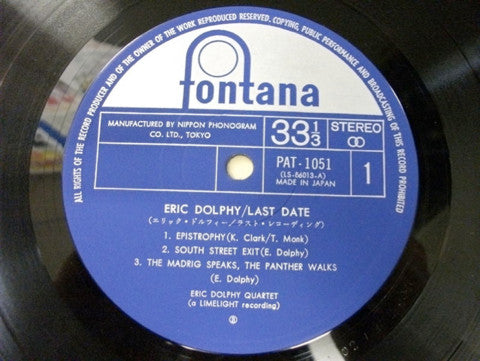 ALL RIGHTS OF THE RECORD PRODUCER AND OF THE OWNER OF THE WORK REPRODUCED RESERVED, COPYING, PUBLIC PERFORMANCE AND BROADCASTING OF THIS RECORD PROHIBITED
fontana
MANUFACTURED BY NIPPON PHONOGRAM CO. LTD., TOKYO
33 1/3
STEREO
PAT-1051
(LS-86013-A)
MADE IN JAPAN
1
ERIC DOLPHY/LAST DATE
(エリック・ドルフィー/ラスト・レコーディング)
1. EPISTROPHY(K. Clark/T. Monk)
2. SOUTH STREET EXIT(E. Dolphy)
3. THE MADRIG SPEAKS, THE PANTHER WALKS
(E. Dolphy)
ERIC DOLPHY QUARTET
(a LIMELIGHT recording)